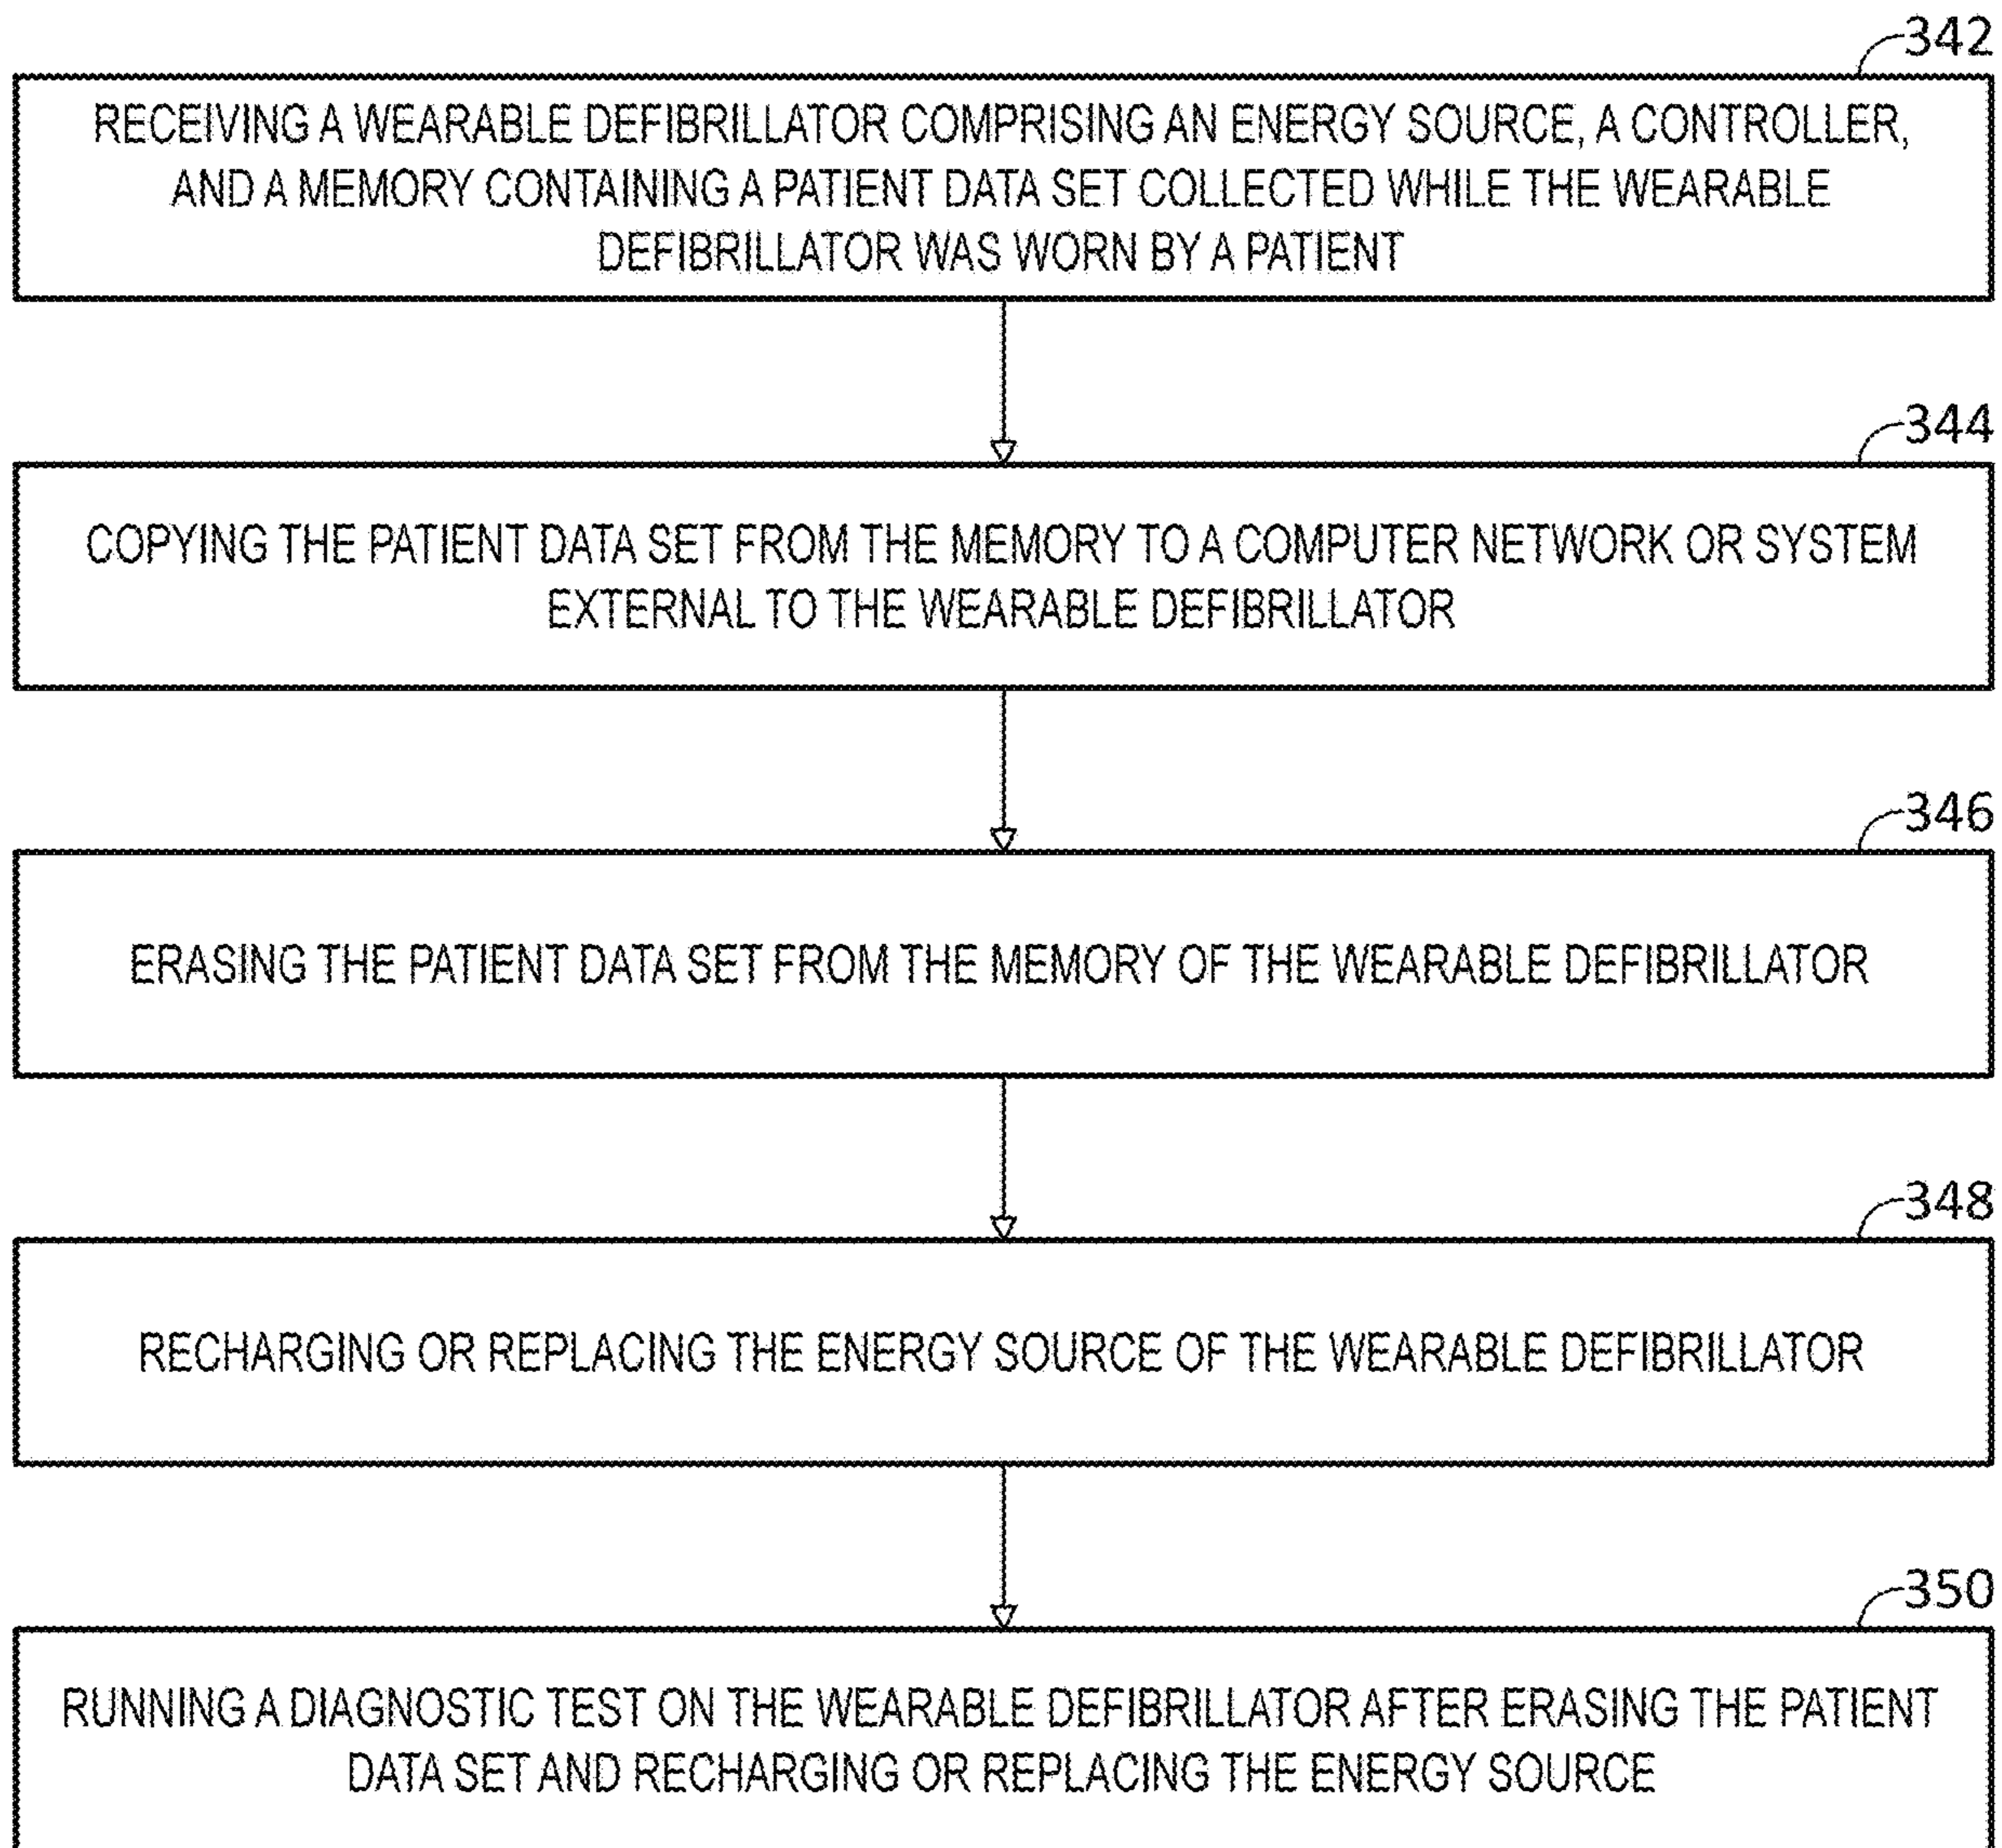 342
RECEIVING A WEARABLE DEFIBRILLATOR COMPRISING AN ENERGY SOURCE, A CONTROLLER,
AND A MEMORY CONTAINING A PATIENT DATA SET COLLECTED WHILE THE WEARABLE
DEFIBRILLATOR WAS WORN BY A PATIENT
344
COPYING THE PATIENT DATA SET FROM THE MEMORY TO A COMPUTER NETWORK OR SYSTEM
EXTERNAL TO THE WEARABLE DEFIBRILLATOR
346
ERASING THE PATIENT DATA SET FROM THE MEMORY OF THE WEARABLE DEFIBRILLATOR
348
RECHARGING OR REPLACING THE ENERGY SOURCE OF THE WEARABLE DEFIBRILLATOR
350
RUNNING A DIAGNOSTIC TEST ON THE WEARABLE DEFIBRILLATOR AFTER ERASING THE PATIENT
DATA SET AND RECHARGING OR REPLACING THE ENERGY SOURCE